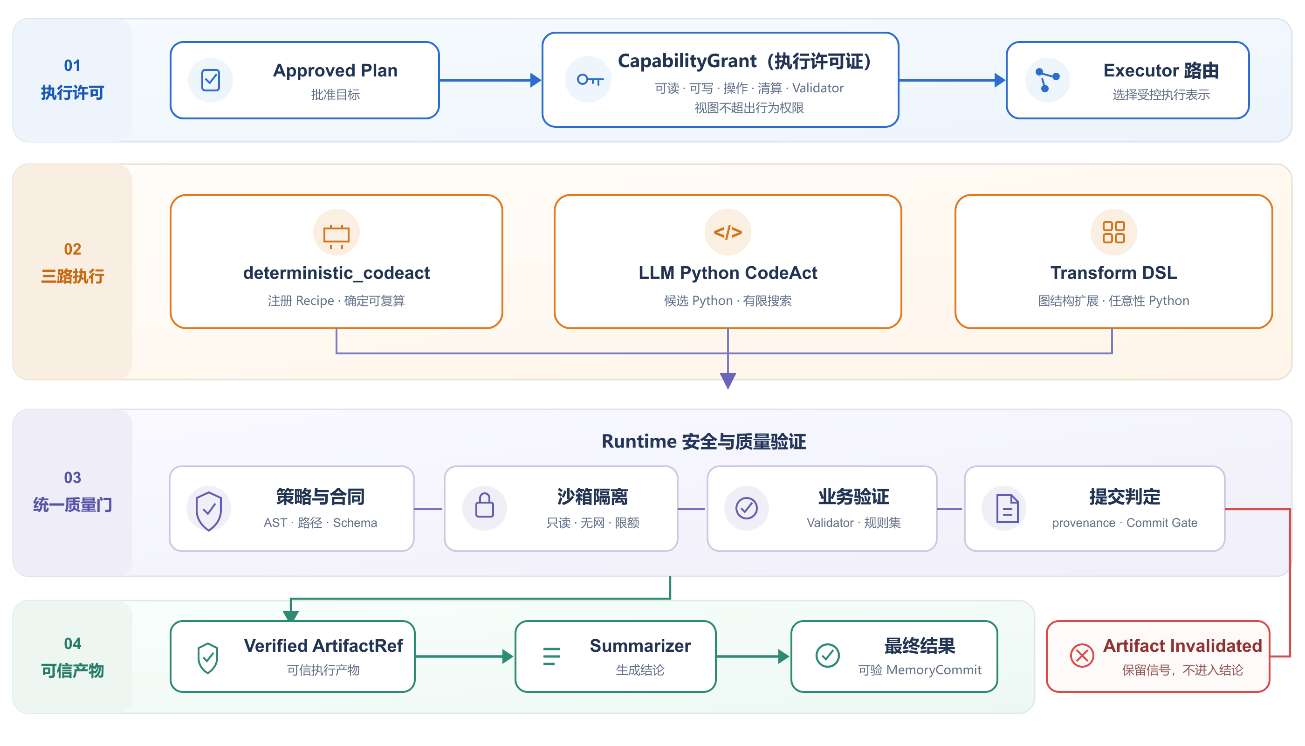 01
执行许可
Approved Plan
批准目标
CapabilityGrant（执行许可证）
可读 · 可写 · 操作 · 清算 · Validator
视图不超出行为权限
Executor 路由
选择受控执行表示
02
三路执行
deterministic_codeact
注册 Recipe · 确定可复算
</>
LLM Python CodeAct
候选 Python · 有限搜索
Transform DSL
图结构扩展 · 任意性 Python
03
统一质量门
Runtime 安全与质量验证
策略与合同
AST · 路径 · Schema
沙箱隔离
只读 · 无网 · 限额
业务验证
Validator · 规则集
提交判定
provenance · Commit Gate
04
可信产物
Verified ArtifactRef
可信执行产物
Summarizer
生成结论
最终结果
可验 MemoryCommit
Artifact Invalidated
保留信号，不进入结论